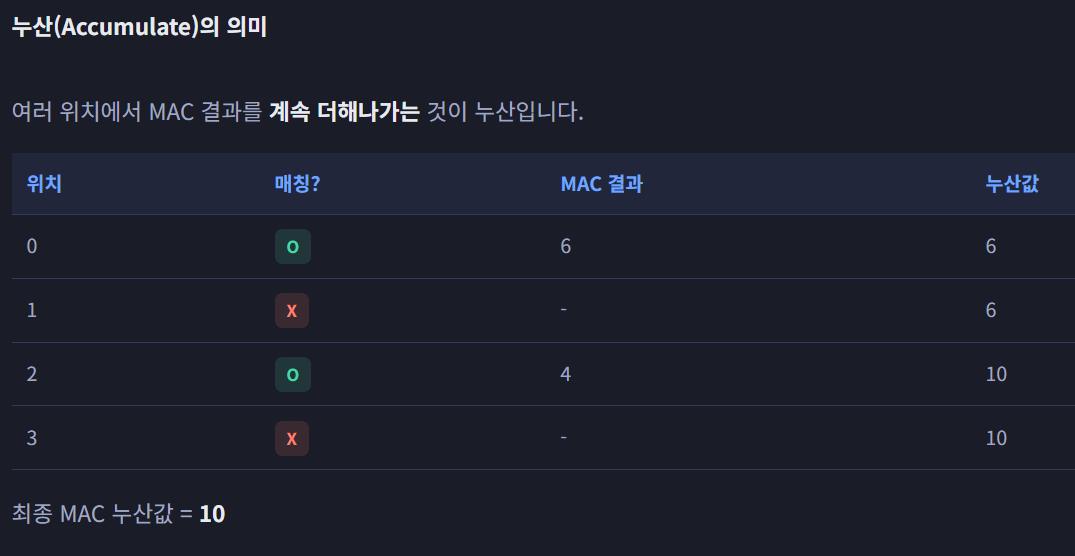 누산(Accumulate)의 의미
여러 위치에서 MAC 결과를 계속 더해나가는 것이 누산입니다.
위치 매칭? MAC 결과 누산값
0 O 6 6
1 X - 6
2 O 4 10
3 X - 10
최종 MAC 누산값 = 10